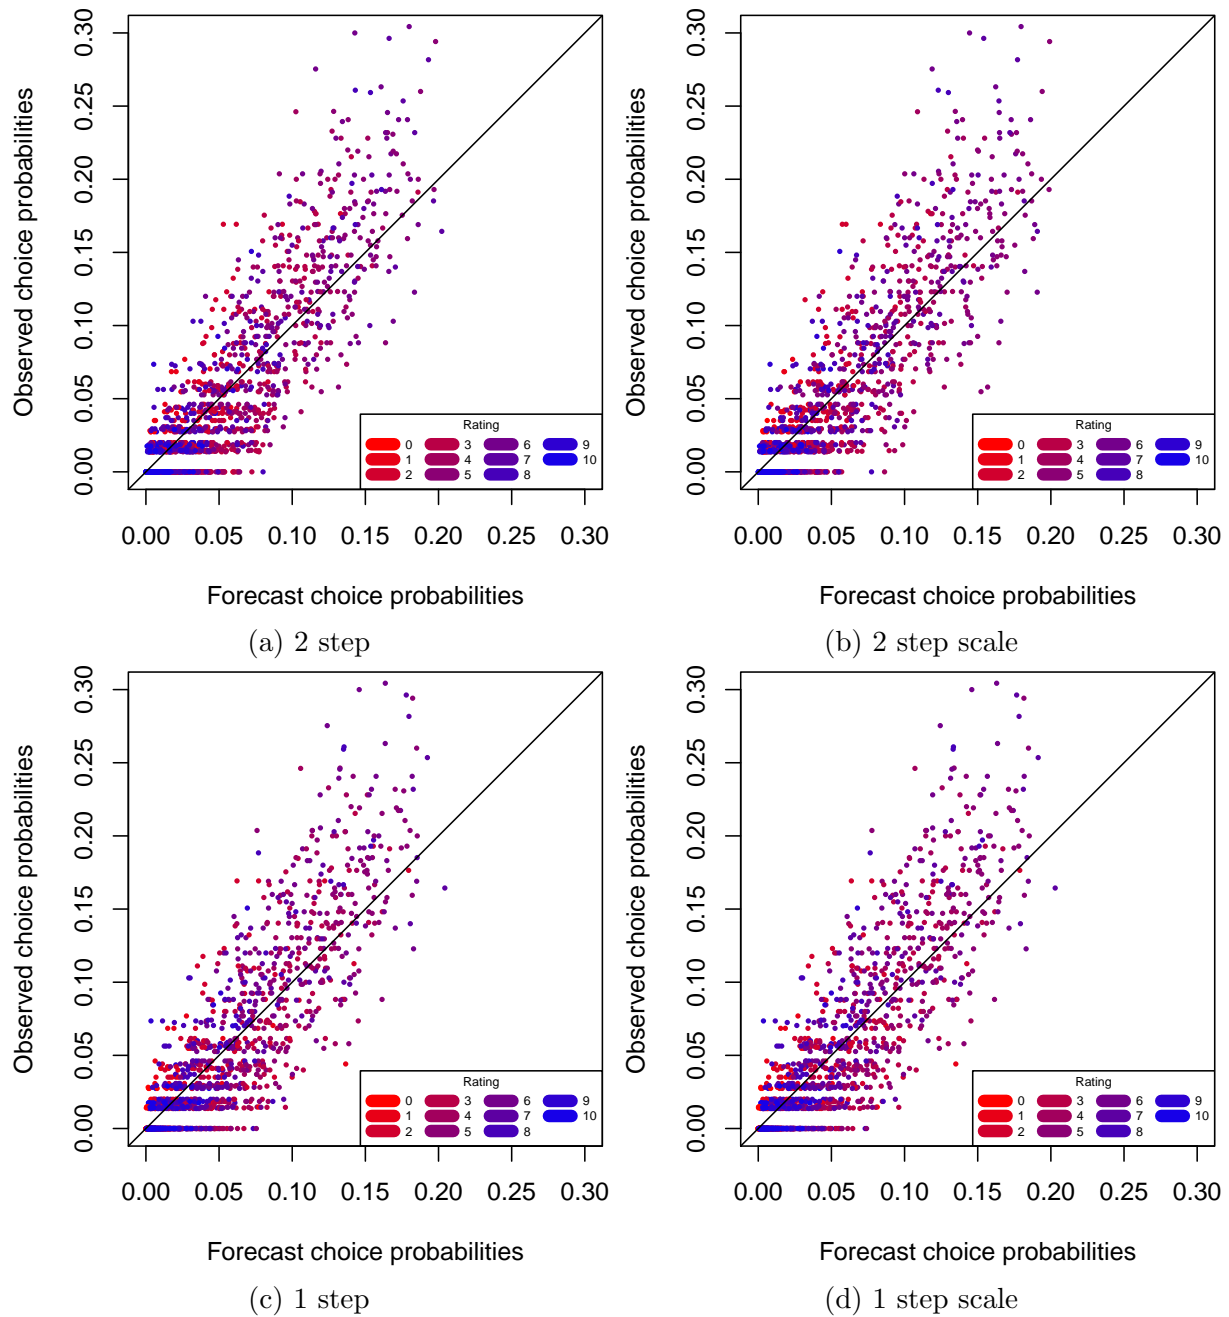 Observed choice probabilities
0.00 0.05 0.10 0.15 0.20 0.25 0.30
Rating
0 3 6 9
1 4 7 10
2 5 8
0.00 0.05 0.10 0.15 0.20 0.25 0.30
Forecast choice probabilities
(a) 2 step
Observed choice probabilities
0.00 0.05 0.10 0.15 0.20 0.25 0.30
Rating
0 3 6 9
1 4 7 10
2 5 8
0.00 0.05 0.10 0.15 0.20 0.25 0.30
Forecast choice probabilities
(b) 2 step scale
Observed choice probabilities
0.00 0.05 0.10 0.15 0.20 0.25 0.30
Rating
0 3 6 9
1 4 7 10
2 5 8
0.00 0.05 0.10 0.15 0.20 0.25 0.30
Forecast choice probabilities
(c) 1 step
Observed choice probabilities
0.00 0.05 0.10 0.15 0.20 0.25 0.30
Rating
0 3 6 9
1 4 7 10
2 5 8
0.00 0.05 0.10 0.15 0.20 0.25 0.30
Forecast choice probabilities
(d) 1 step scale